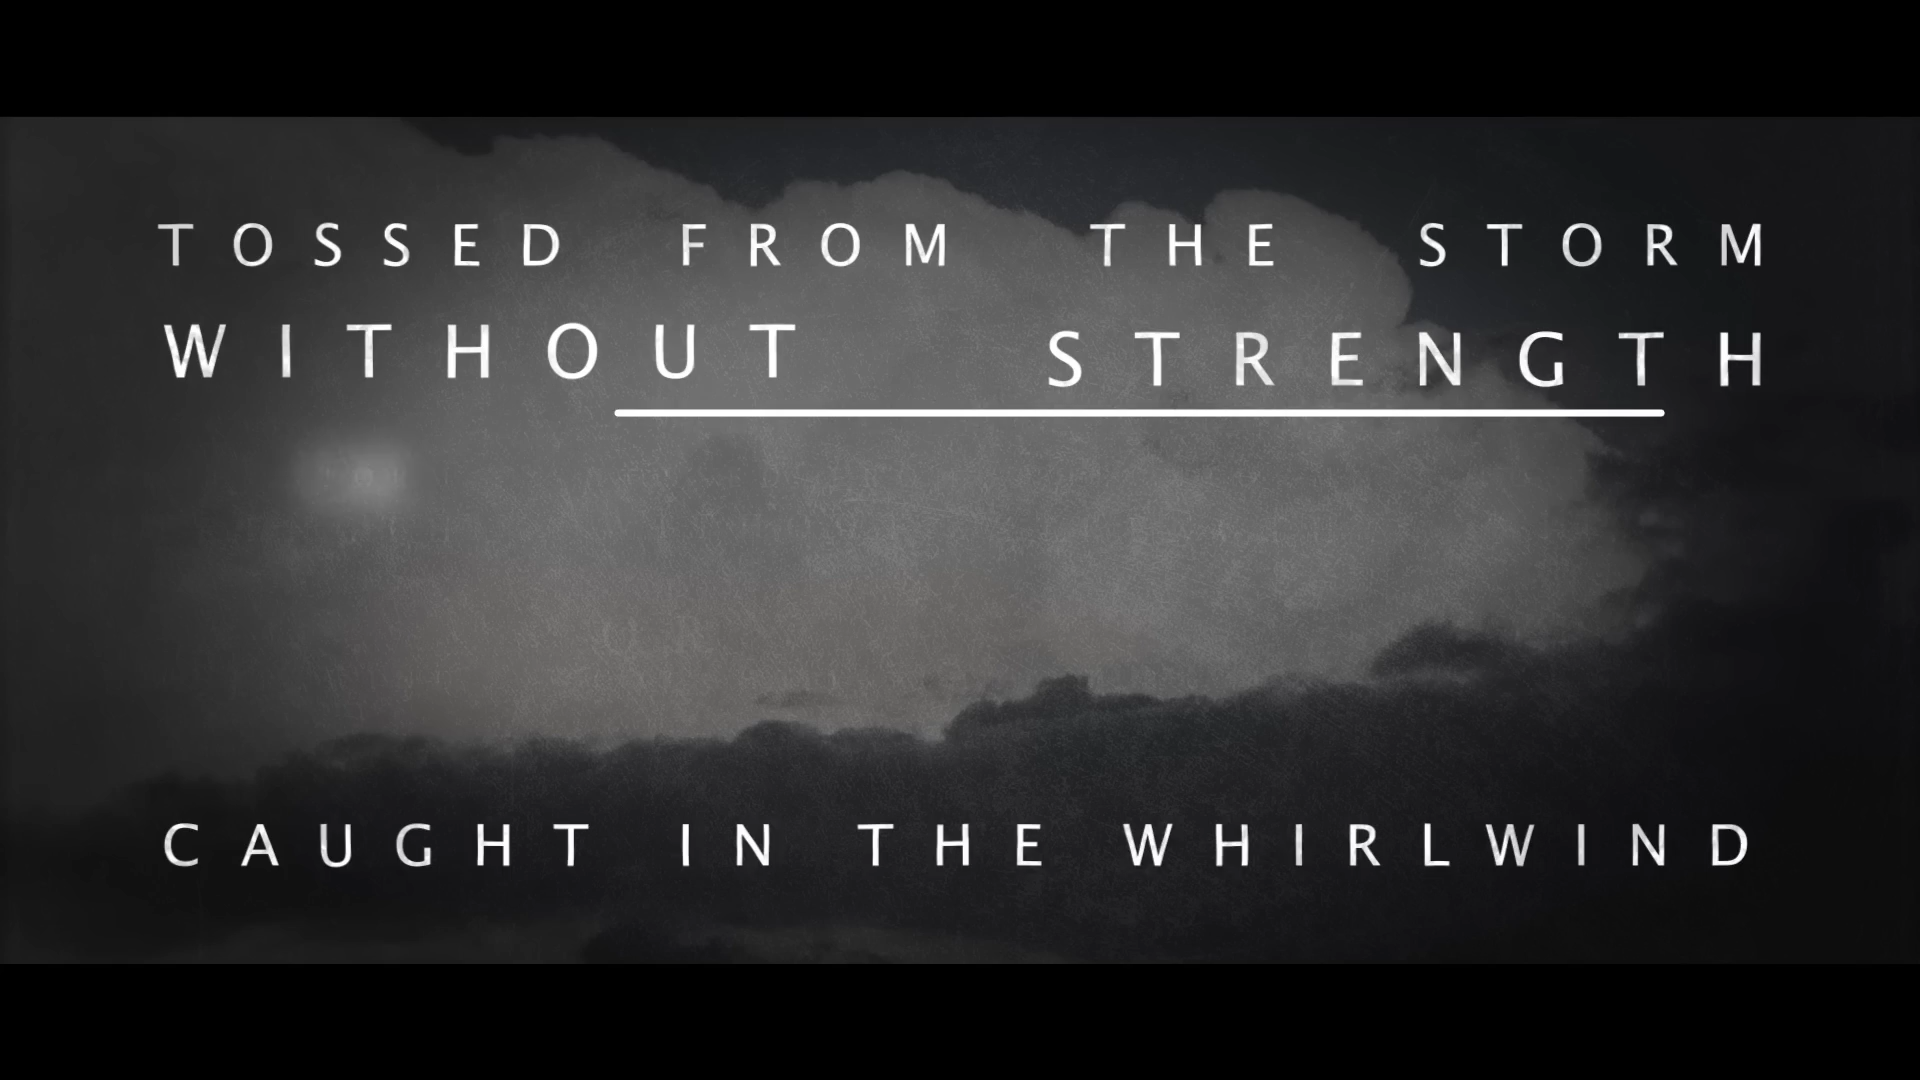 TOSSED FROM THE STORM
WITHOUT STRENGTH
CAUGHT IN THE WHIRLWIND